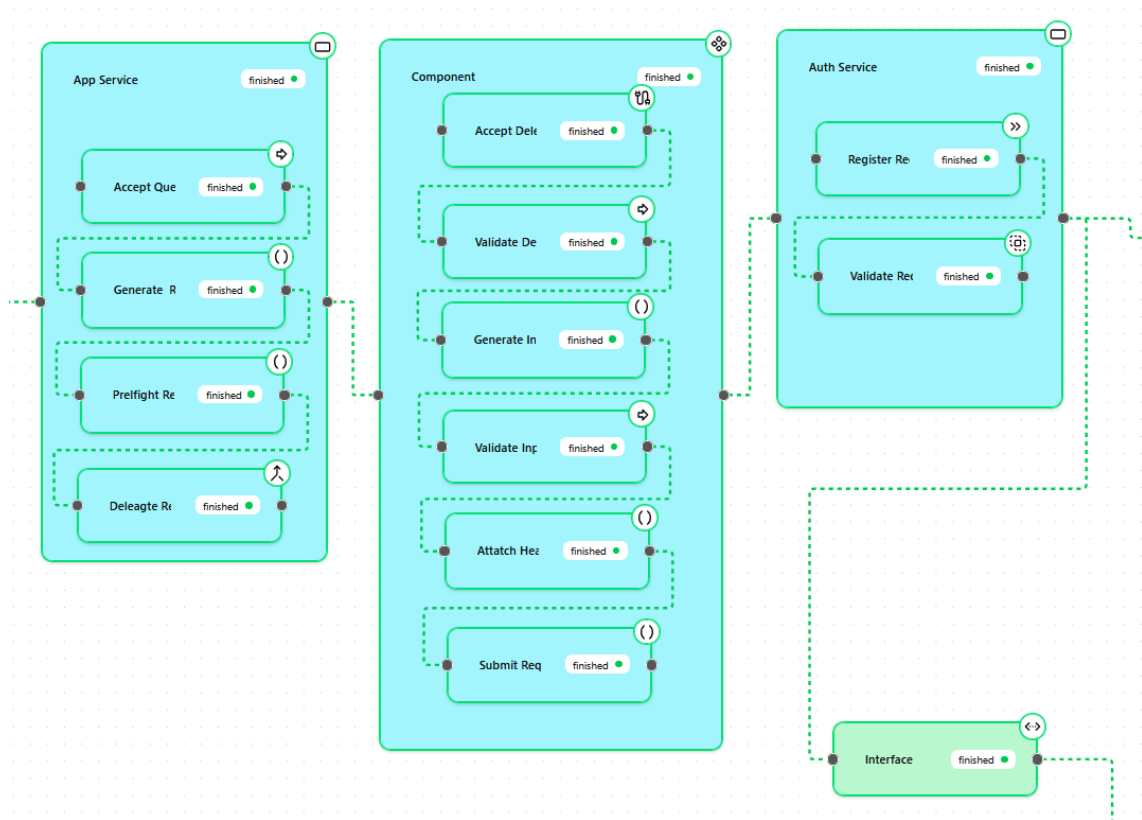 App Service
finished
Accept Que
finished
Generate R
finished
Prelfight Re
finished
Deleagte Re
finished
Component
finished
Accept Dele
finished
Validate De
finished
Generate In
finished
Validate Inp
finished
Attatch Hea
finished
Submit Req
finished
Auth Service
finished
Register Re
finished
Validate Rec
finished
Interface
finished